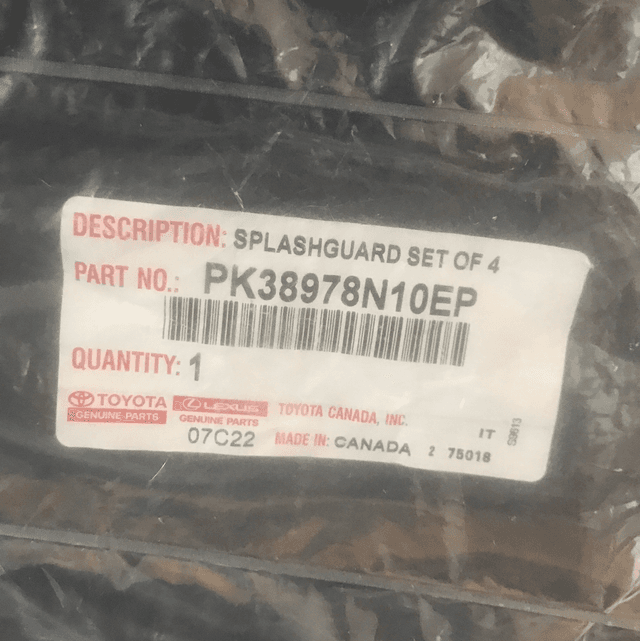 DESCRIPTION: SPLASHGUARD SET OF 4
PART NO.: PK38978N10EP
QUANTITY: 1
TOYOTA
GENUINE PARTS
LEXUS
GENUINE PARTS
TOYOTA CANADA, INC.
07C22
MADE IN: CANADA
2 75018
IT
S9613